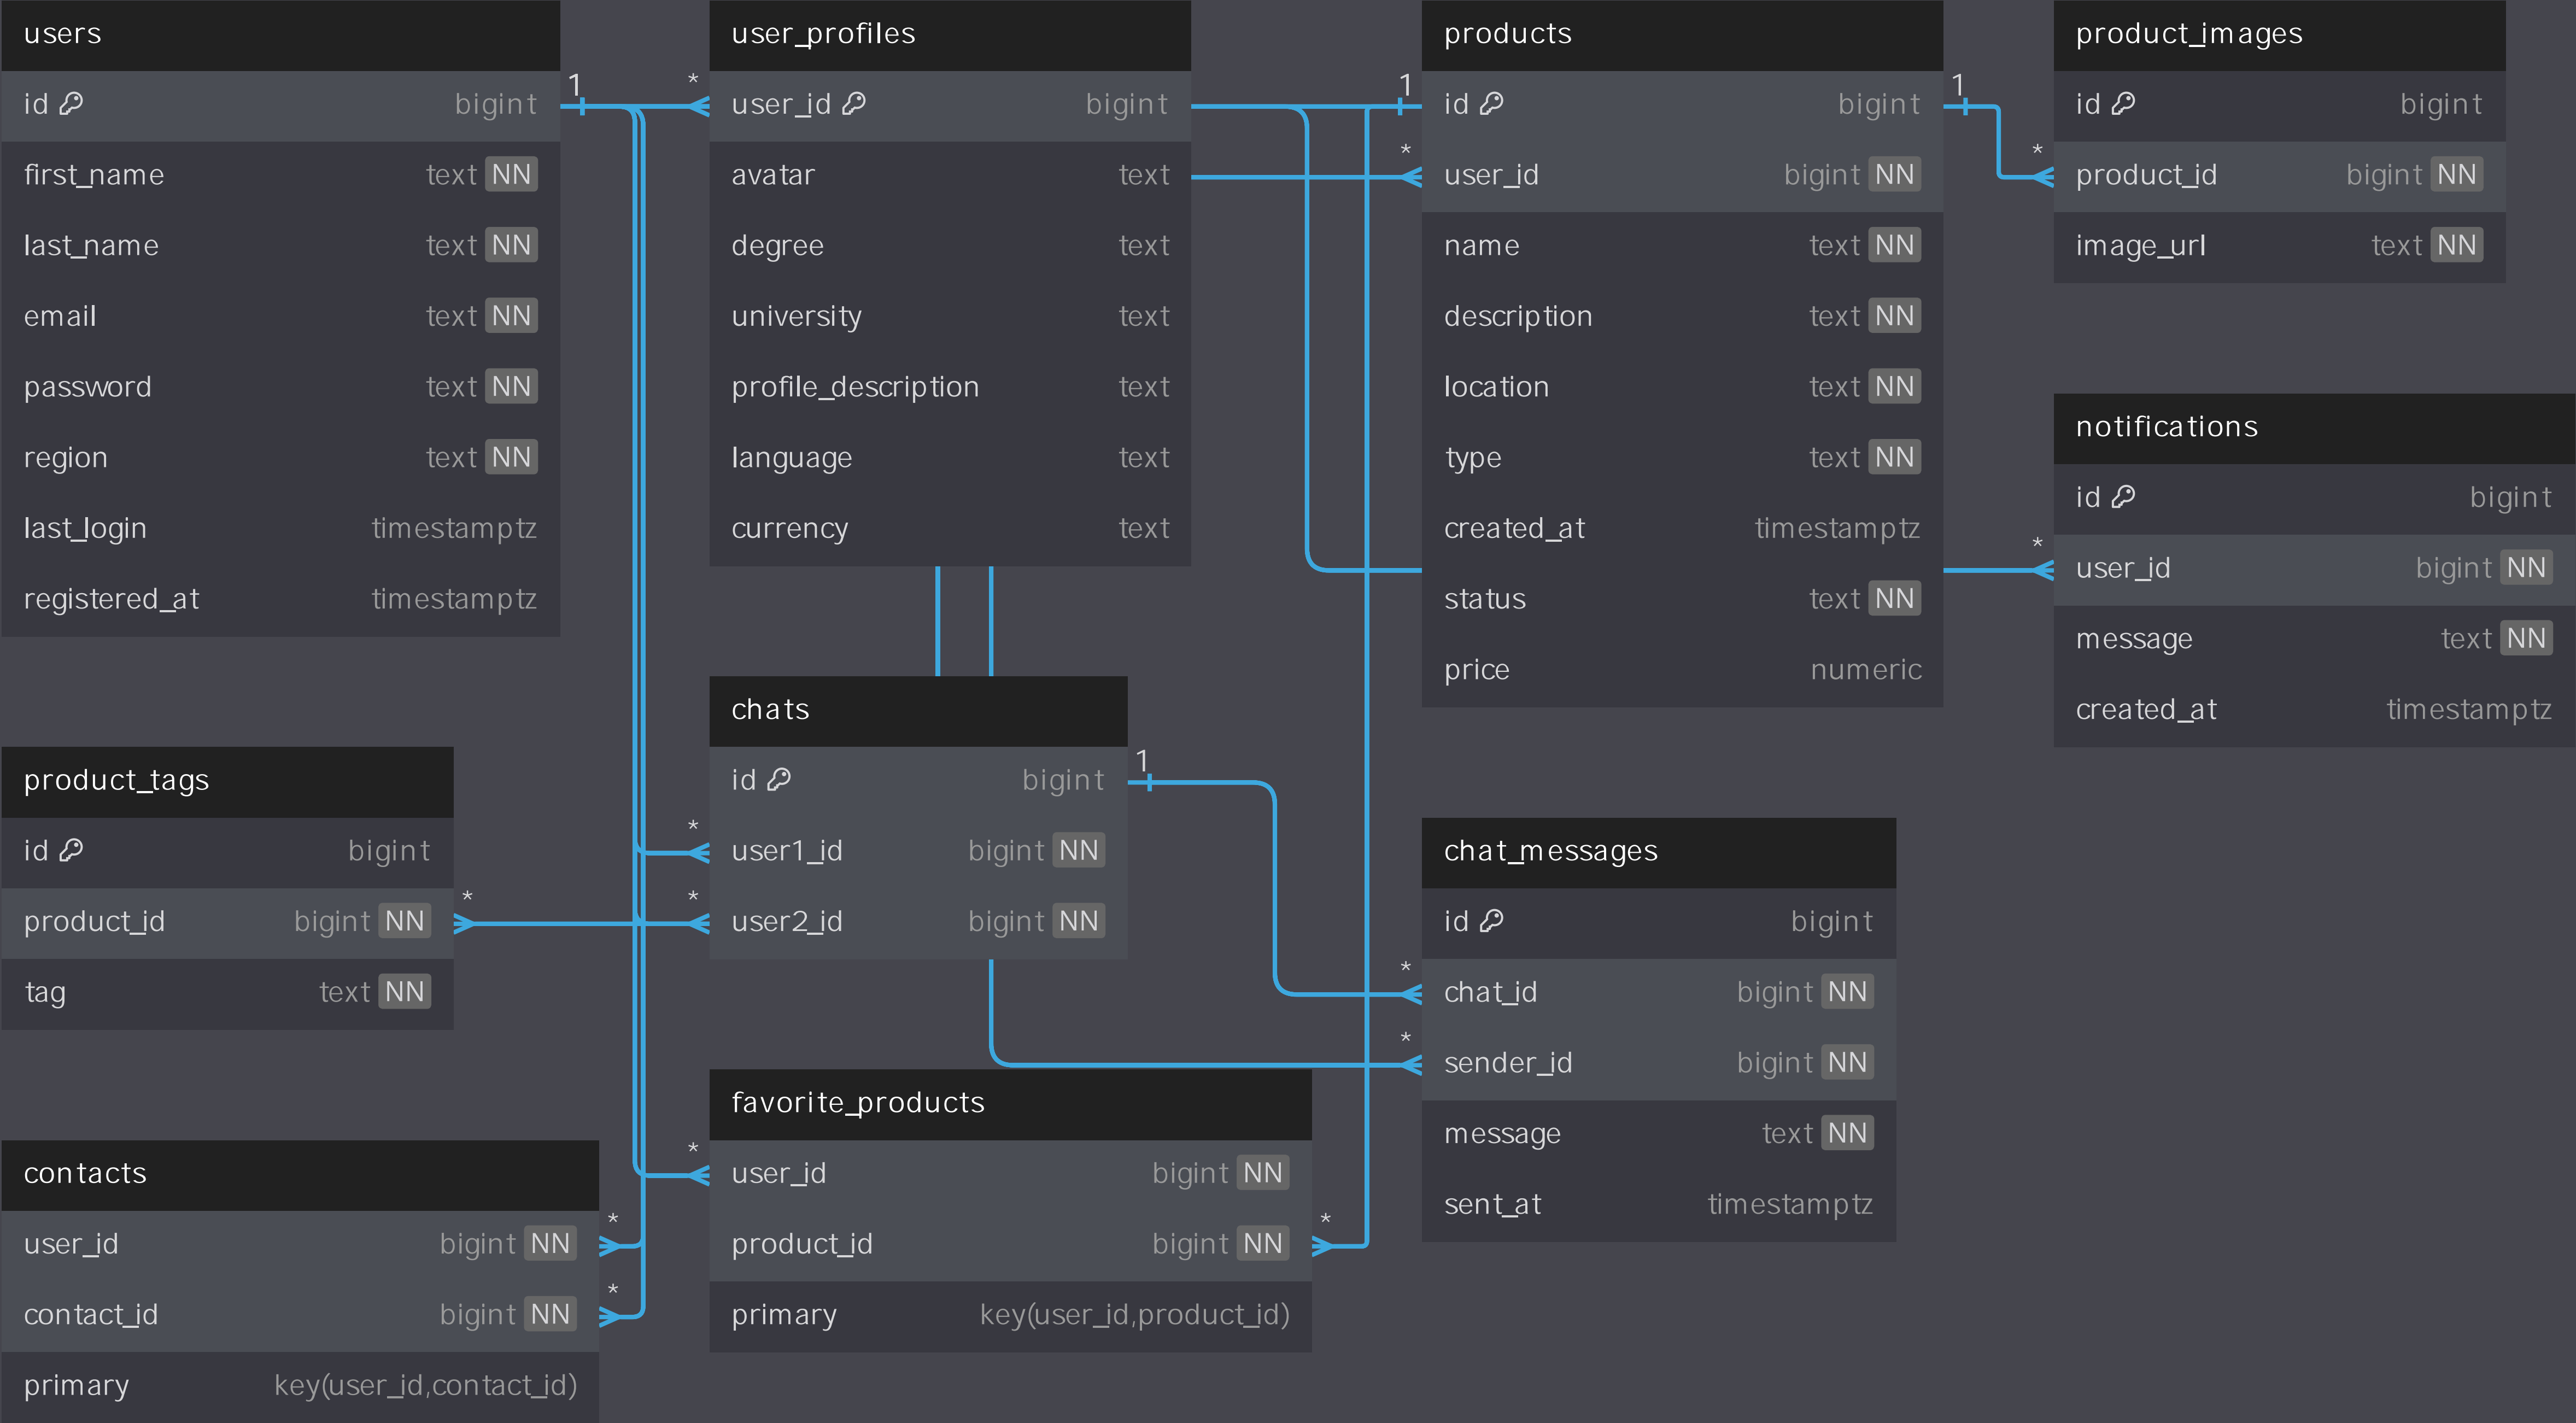 users
id bigint
first_name text NN
last_name text NN
email text NN
password text NN
region text NN
last_login timestamptz
registered_at timestamptz
1
*
user_profiles
user_id bigint
avatar text
degree text
university text
profile_description text
language text
currency text
1
*
products
id bigint
user_id bigint NN
name text NN
description text NN
location text NN
type text NN
created_at timestamptz
status text NN
price numeric
1
*
product_images
id bigint
product_id bigint NN
image_url text NN
*
notifications
id bigint
user_id bigint NN
message text NN
created_at timestamptz
product_tags
id bigint
product_id bigint NN
tag text NN
*
*
*
chats
id bigint
user1_id bigint NN
user2_id bigint NN
1
*
*
chat_messages
id bigint
chat_id bigint NN
sender_id bigint NN
message text NN
sent_at timestamptz
*
favorite_products
user_id bigint NN
product_id bigint NN
primary key(user_id,product_id)
*
contacts
user_id bigint NN
contact_id bigint NN
primary key(user_id,contact_id)
*
*